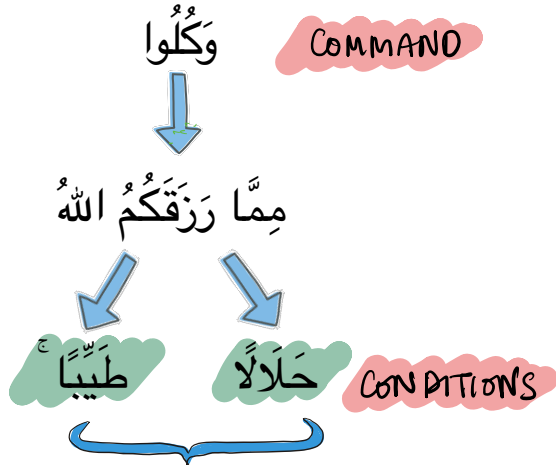 وَكُلُوا COMMAND
مِمَّا رَزَقَكُمُ اللهُ
حَلَالًا طَيِّبًا ۚ CONDITIONS